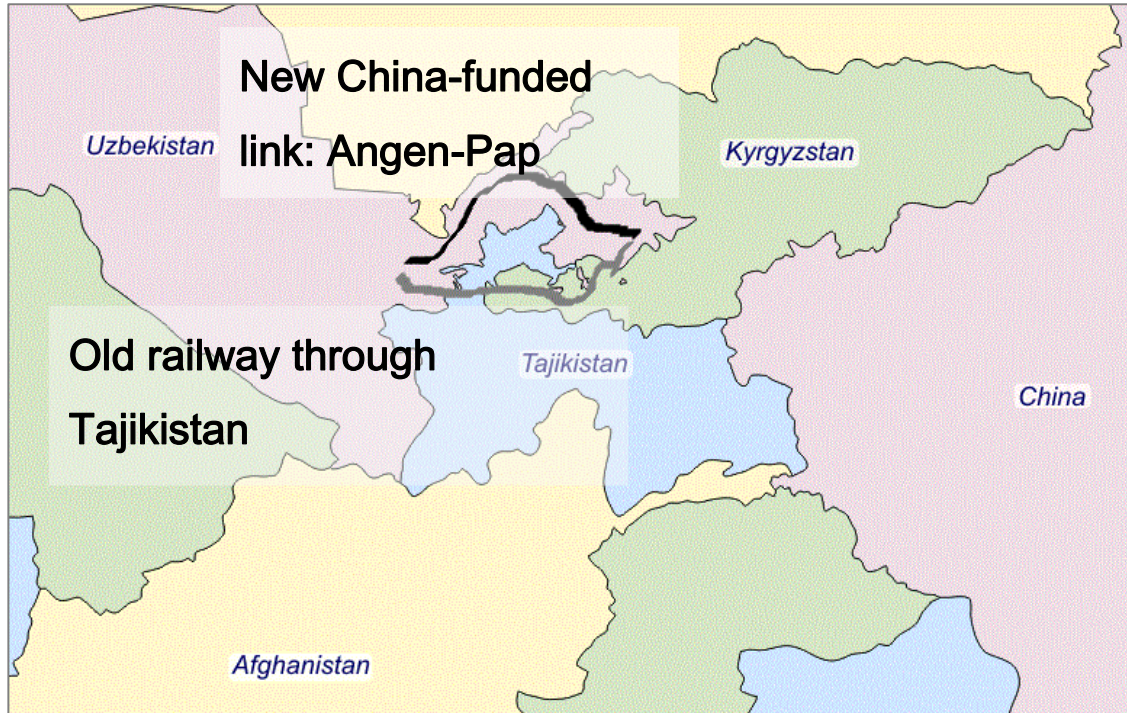 New China-funded
link: Angen-Pap
Uzbekistan
Kyrgyzstan
Old railway through
Tajikistan
Tajikistan
China
Afghanistan